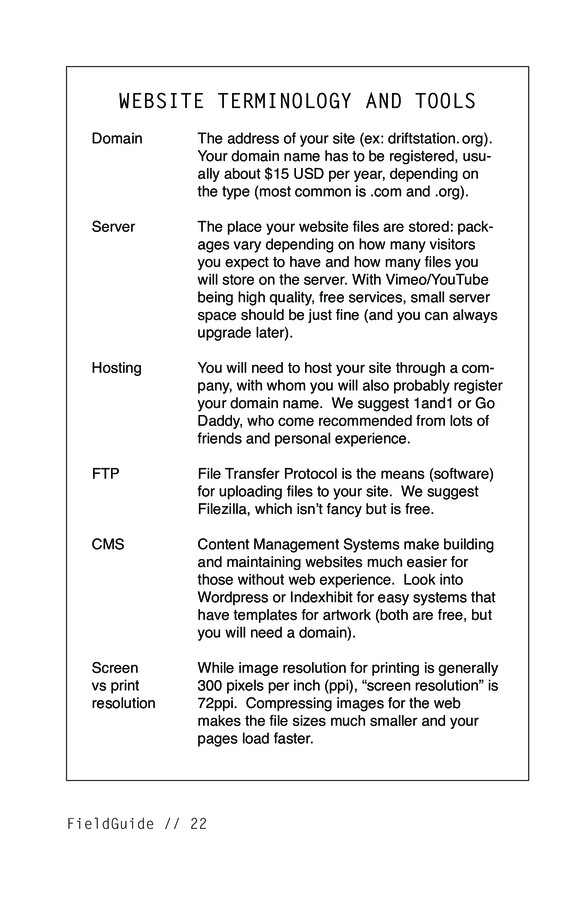 WEBSITE TERMINOLOGY AND TOOLS
Domain
The address of your site (ex: driftstation.org).
Your domain name has to be registered, usu-
ally about $15 USD per year, depending on
the type (most common is .com and .org).
Server
The place your website files are stored: pack-
ages vary depending on how many visitors
you expect to have and how many files you
will store on the server. With Vimeo/YouTube
being high quality, free services, small server
space should be just fine (and you can always
upgrade later).
Hosting
You will need to host your site through a com-
pany, with whom you will also probably register
your domain name.  We suggest 1and1 or Go
Daddy, who come recommended from lots of
friends and personal experience.
FTP
File Transfer Protocol is the means (software)
for uploading files to your site.  We suggest
Filezilla, which isn't fancy but is free.
CMS
Content Management Systems make building
and maintaining websites much easier for
those without web experience.  Look into
Wordpress or Indexhibit for easy systems that
have templates for artwork (both are free, but
you will need a domain).
Screen
vs print
resolution
While image resolution for printing is generally
300 pixels per inch (ppi), “screen resolution” is
72ppi.  Compressing images for the web
makes the file sizes much smaller and your
pages load faster.
FieldGuide // 22